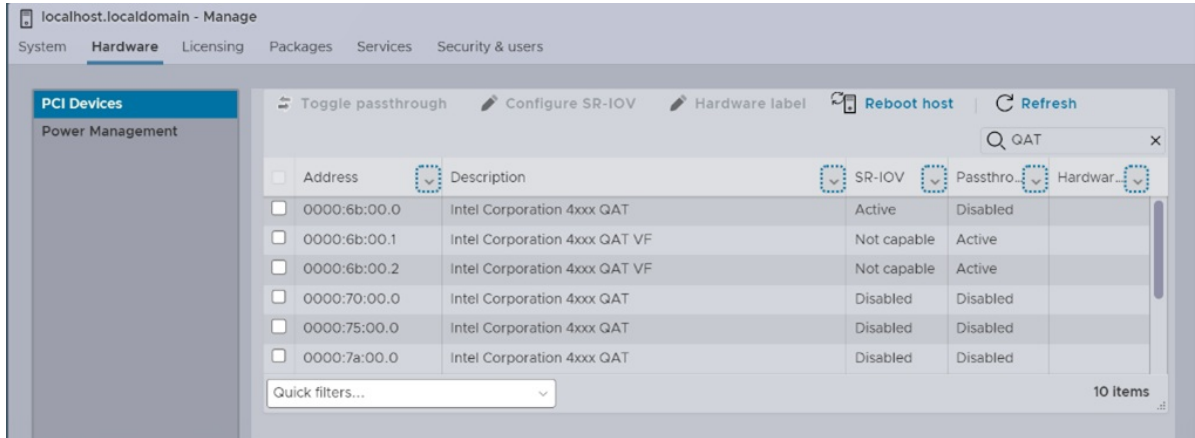 localhost.localdomain - Manage
System Hardware Licensing Packages Services Security & users
PCI Devices
Power Management
Toggle passthrough Configure SR-IOV Hardware label Reboot host Refresh
QAT
Address Description SR-IOV Passthro... Hardwar...
0000:6b:00.0 Intel Corporation 4xxx QAT Active Disabled
0000:6b:00.1 Intel Corporation 4xxx QAT VF Not capable Active
0000:6b:00.2 Intel Corporation 4xxx QAT VF Not capable Active
0000:70:00.0 Intel Corporation 4xxx QAT Disabled Disabled
0000:75:00.0 Intel Corporation 4xxx QAT Disabled Disabled
0000:7a:00.0 Intel Corporation 4xxx QAT Disabled Disabled
Quick filters... 10 items